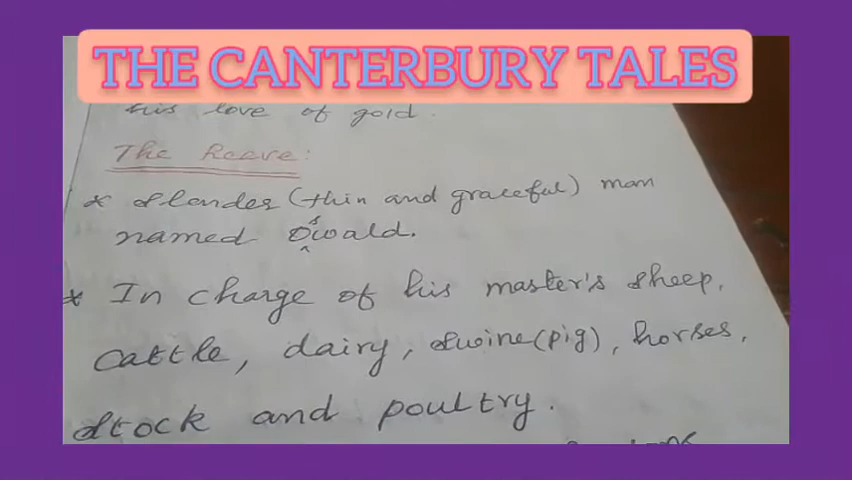 THE CANTERBURY TALES
his love of gold.
The Reeve:
* Slender (thin and graceful) man
named Oswald.
* In charge of his master's sheep,
cattle, dairy, swine(pig), horses,
stock and poultry.